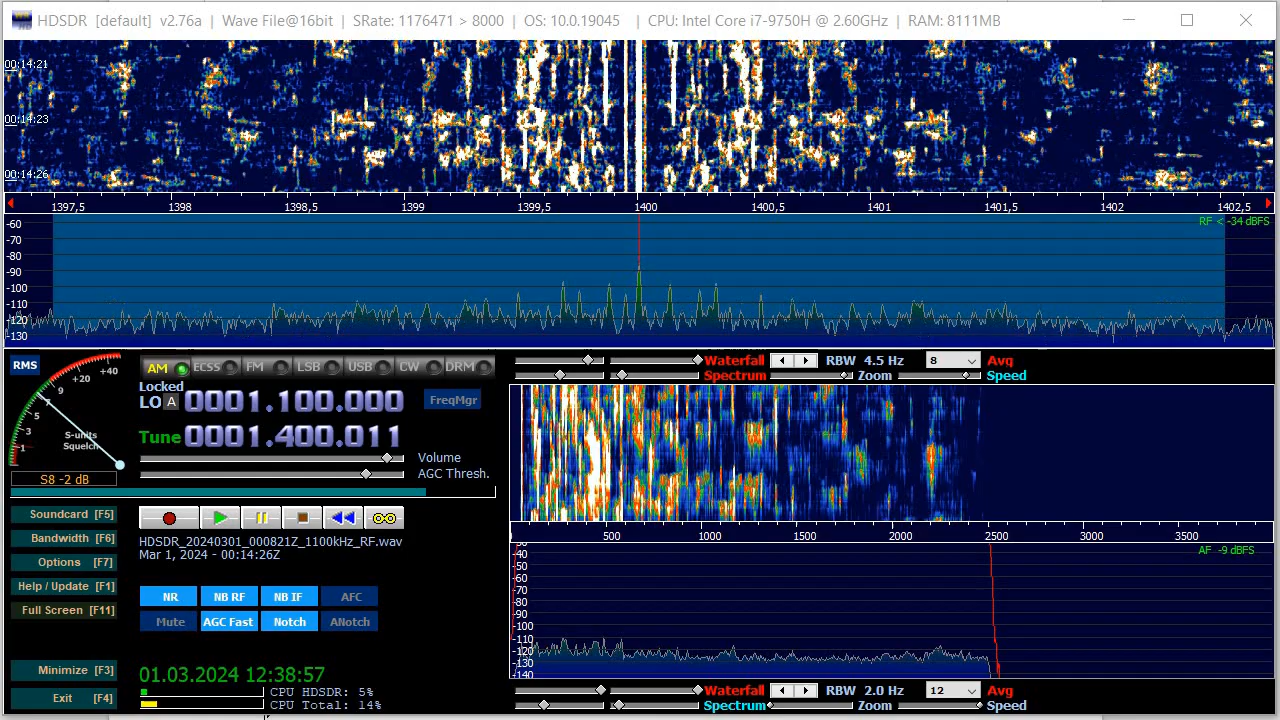 HDSDR [default] v2.76a | Wave File@16bit | SRate: 1176471 > 8000 | OS: 10.0.19045 | CPU: Intel Core i7-9750H @ 2.60GHz | RAM: 8111MB
00:14:21
00:14:23
00:14:26
1397,5 1398 1398,5 1399 1399,5 1400 1400,5 1401 1401,5 1402 1402,5
RF < -34 dBFS
-60
-70
-80
-90
-100
-110
-120
-130
RMS
1 3 5 7 9 +20 +40
S-units
Squelch
S8 -2 dB
AM ECSS FM LSB USB CW DRM
Locked
LO A 0001.100.000 FreqMgr
Tune 0001.400.011
Volume
AGC Thresh.
Waterfall RBW 4.5 Hz 8 Avg
Spectrum Zoom Speed
Soundcard [F5]
Bandwidth [F6]
Options [F7]
Help / Update [F1]
Full Screen [F11]
Minimize [F3]
Exit [F4]
HDSDR_20240301_000821Z_1100kHz_RF.wav
Mar 1, 2024 - 00:14:26Z
NR NB RF NB IF AFC
Mute AGC Fast Notch ANotch
01.03.2024 12:38:57
CPU HDSDR: 5%
CPU Total: 14%
500 1000 1500 2000 2500 3000 3500
AF -9 dBFS
-40
-50
-60
-70
-80
-90
-100
-110
-120
-130
-140
Waterfall RBW 2.0 Hz 12 Avg
Spectrum Zoom Speed